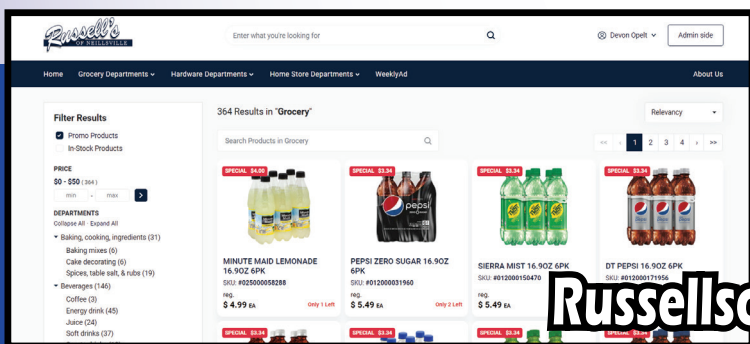 Russell's
OF NEILLSVILLE
Enter what you're looking for
Devon Opelt
Admin side
Home
Grocery Departments
Hardware Departments
Home Store Departments
WeeklyAd
About Us
Filter Results
Promo Products
In-Stock Products
PRICE
$0 - $50 (364)
min - max
DEPARTMENTS
Collapse All - Expand All
Baking, cooking, ingredients (31)
Baking mixes (6)
Cake decorating (6)
Spices, table salt, & rubs (19)
Beverages (146)
Coffee (3)
Energy drink (45)
Juice (24)
Soft drinks (37)
364 Results in "Grocery"
Relevancy
Search Products in Grocery
<< ‹ 1 2 3 4 › >>
SPECIAL $4.00
MINUTE MAID LEMONADE
16.9OZ 6PK
SKU: #025000058288
reg.
$ 4.99 EA
Only 1 Left
SPECIAL $3.34
pepsi
PEPSI ZERO SUGAR 16.9OZ
6PK
SKU: #012000031960
reg.
$ 5.49 EA
Only 2 Left
SPECIAL $3.34
SIERRA MIST 16.9OZ 6PK
SKU: #012000150470
reg.
$ 5.49 EA
SPECIAL $3.34
DT PEPSI 16.9OZ 6PK
SKU: #012000171956
SPECIAL $3.34
SPECIAL $3.34
SPECIAL $3.34
SPECIAL $3.34
Russellsc